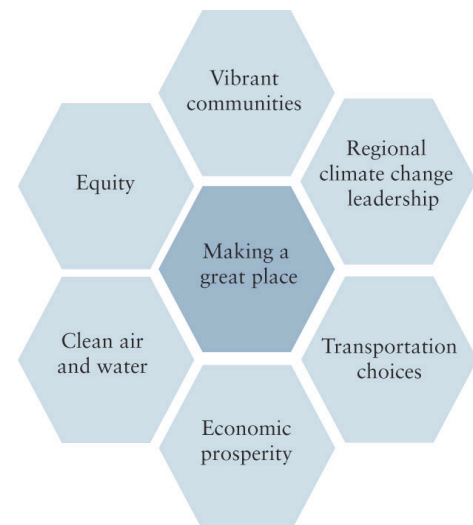 Vibrant
communities
Regional
climate change
leadership
Equity
Making a
great place
Clean air
and water
Transportation
choices
Economic
prosperity